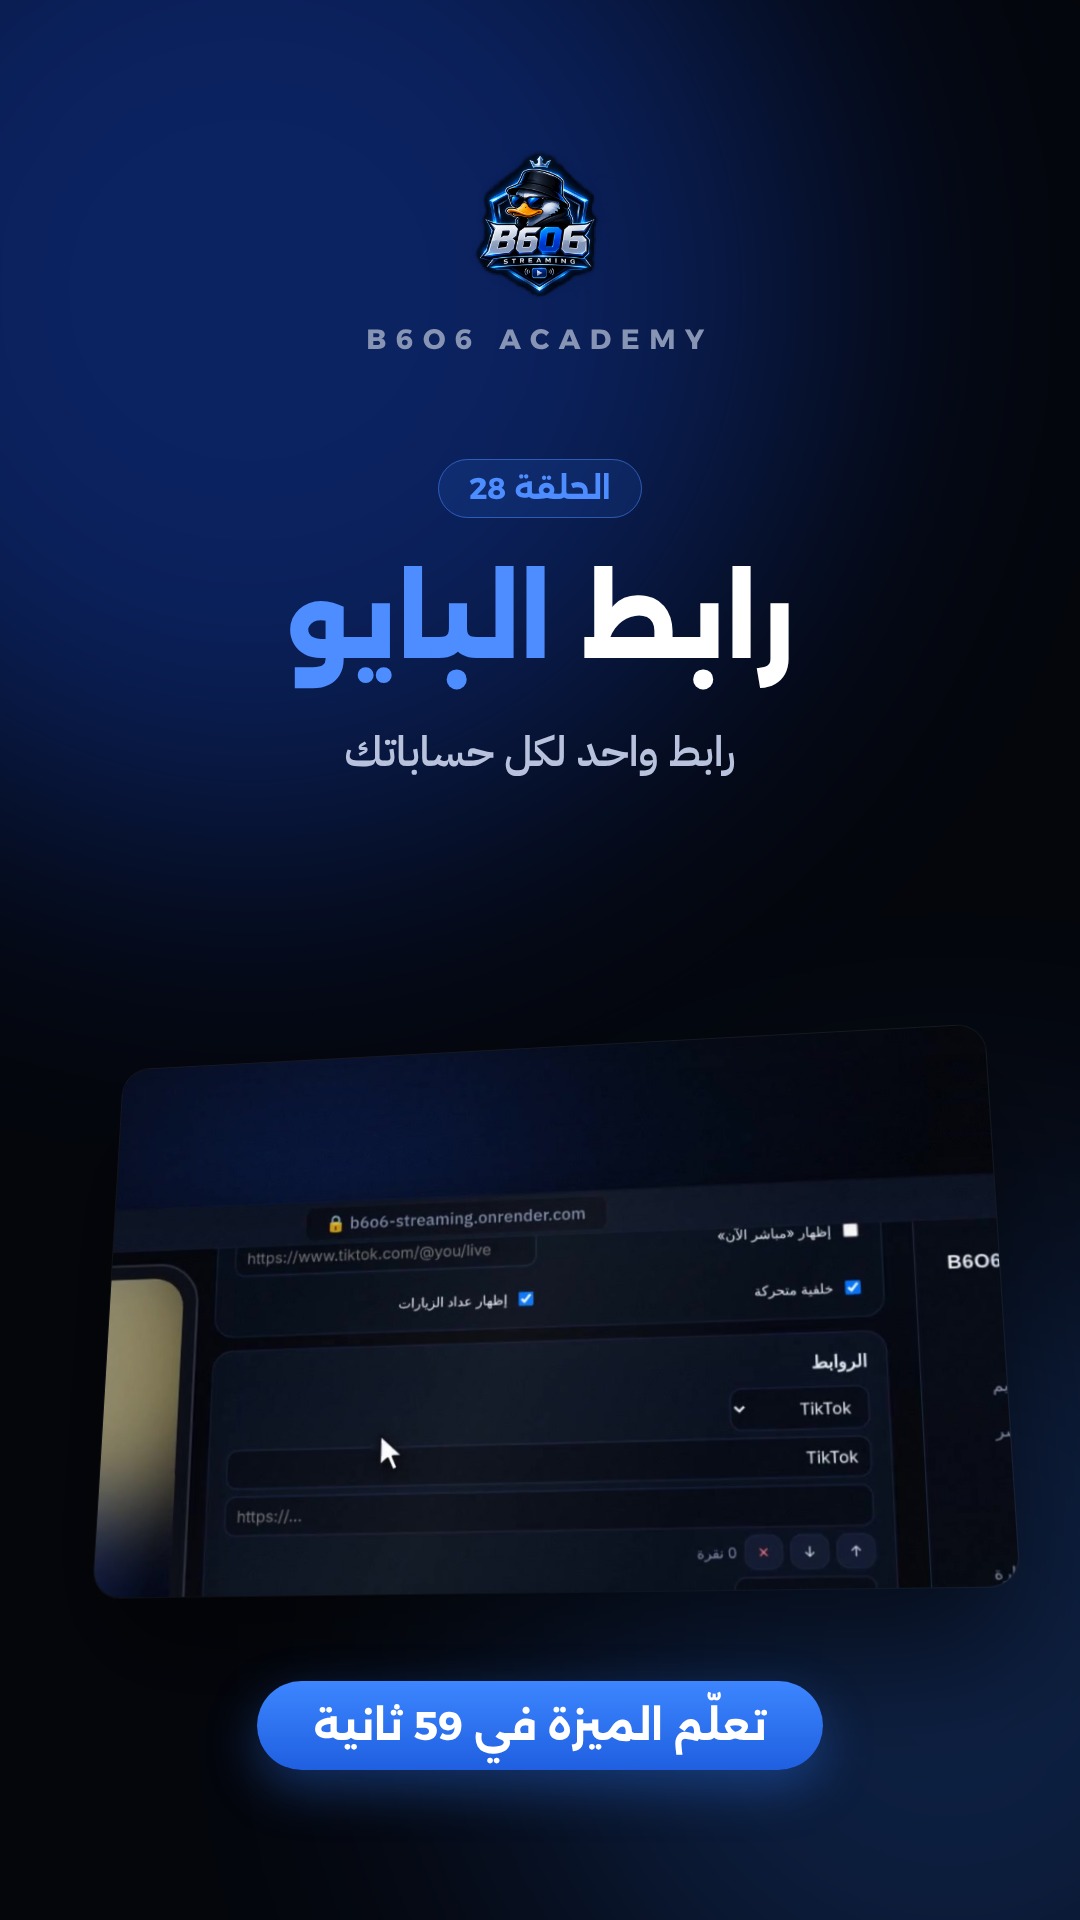 B6O6
STREAMING
B6O6 ACADEMY
الحلقة 28
رابط البايو
رابط واحد لكل حساباتك
b6o6-streaming.onrender.com
إظهار «مباشر الآن»
https://www.tiktok.com/@you/live
B6O6
خلفية متحركة
إظهار عداد الزيارات
الروابط
TikTok
TikTok
https://...
0 نقرة
تعلّم الميزة في 59 ثانية